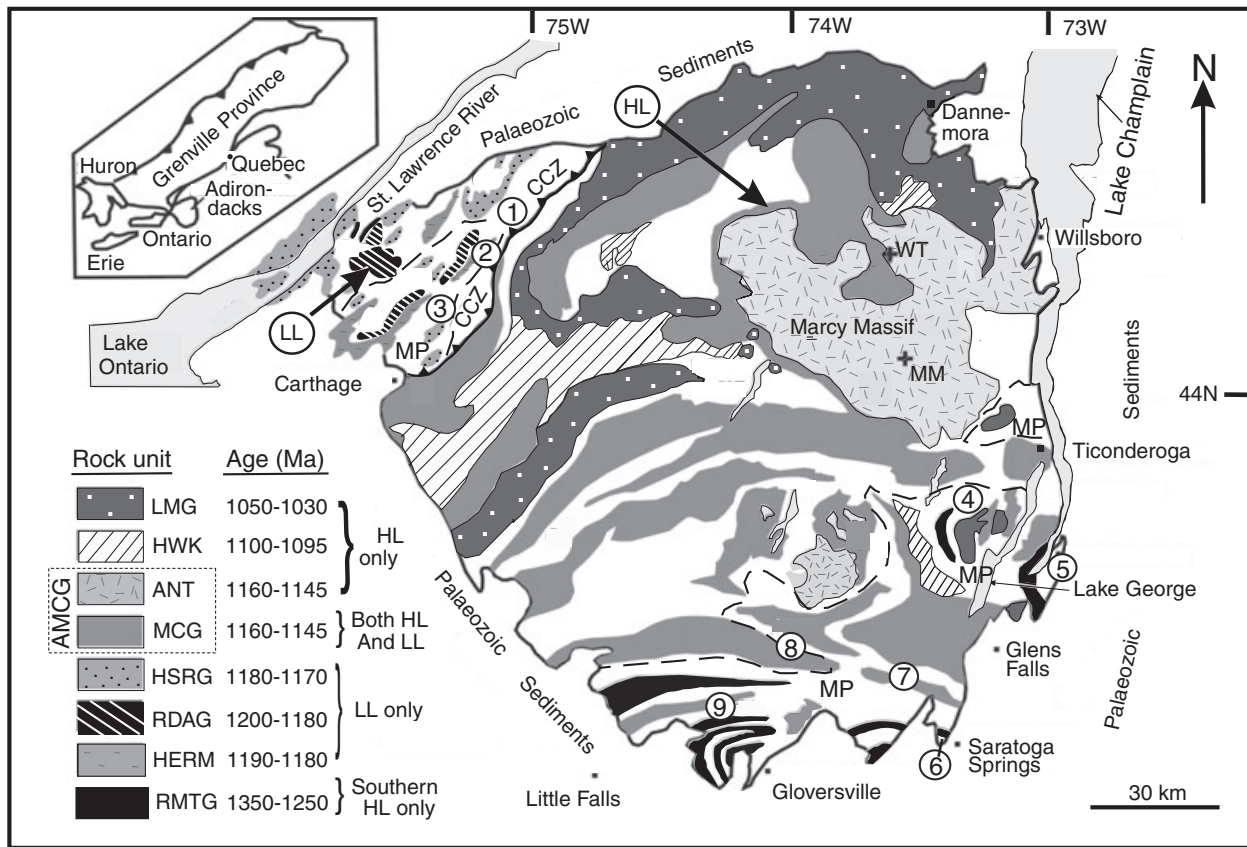 75W
74W
73W
N
Sediments
Palaeozoic
St. Lawrence River
Lake Champlain
Grenville Province
Huron
Quebec
Adiron-
dacks
Ontario
Erie
HL
Danne-
mora
CCZ
1
2
3
CCZ
LL
MP
WT
Willsboro
Lake
Ontario
Carthage
Marcy Massif
MM
Sediments
44N
MP
Ticonderoga
4
5
MP
Lake George
Glens
Falls
Palaeozoic
8
7
MP
9
6
Saratoga
Springs
Palaeozoic
Sediments
Little Falls
Gloversville
30 km
Rock unit Age (Ma)
LMG 1050-1030
HWK 1100-1095
ANT 1160-1145
HL
only
AMCG
MCG 1160-1145
Both HL
And LL
HSRG 1180-1170
RDAG 1200-1180
HERM 1190-1180
LL only
RMTG 1350-1250
Southern
HL only